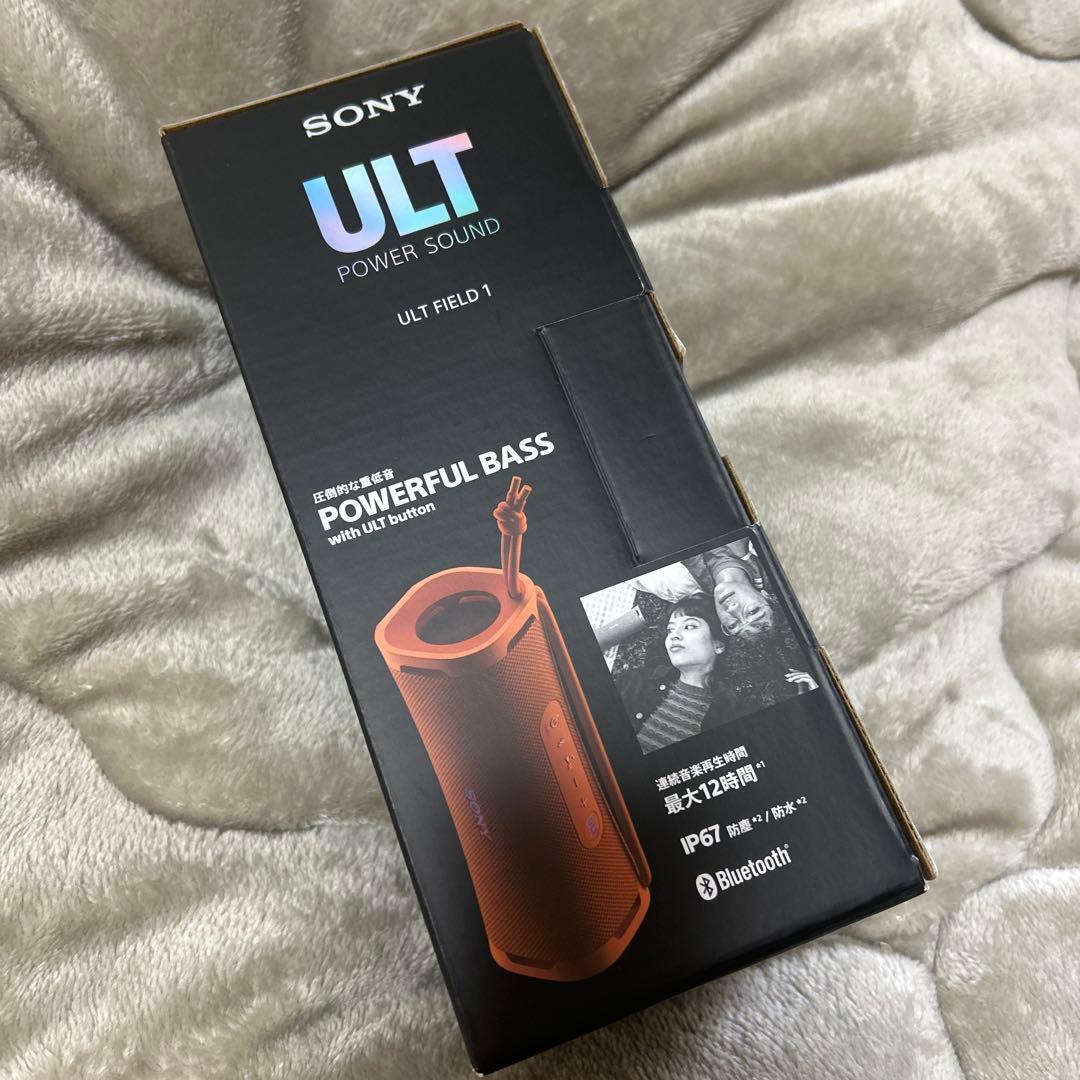 SONY
ULT
POWER SOUND
ULT FIELD 1
圧倒的な重低音
POWERFUL BASS
with ULT button
SONY
連続音楽再生時間
最大12時間*1
IP67 防塵*2 / 防水*2
Bluetooth®